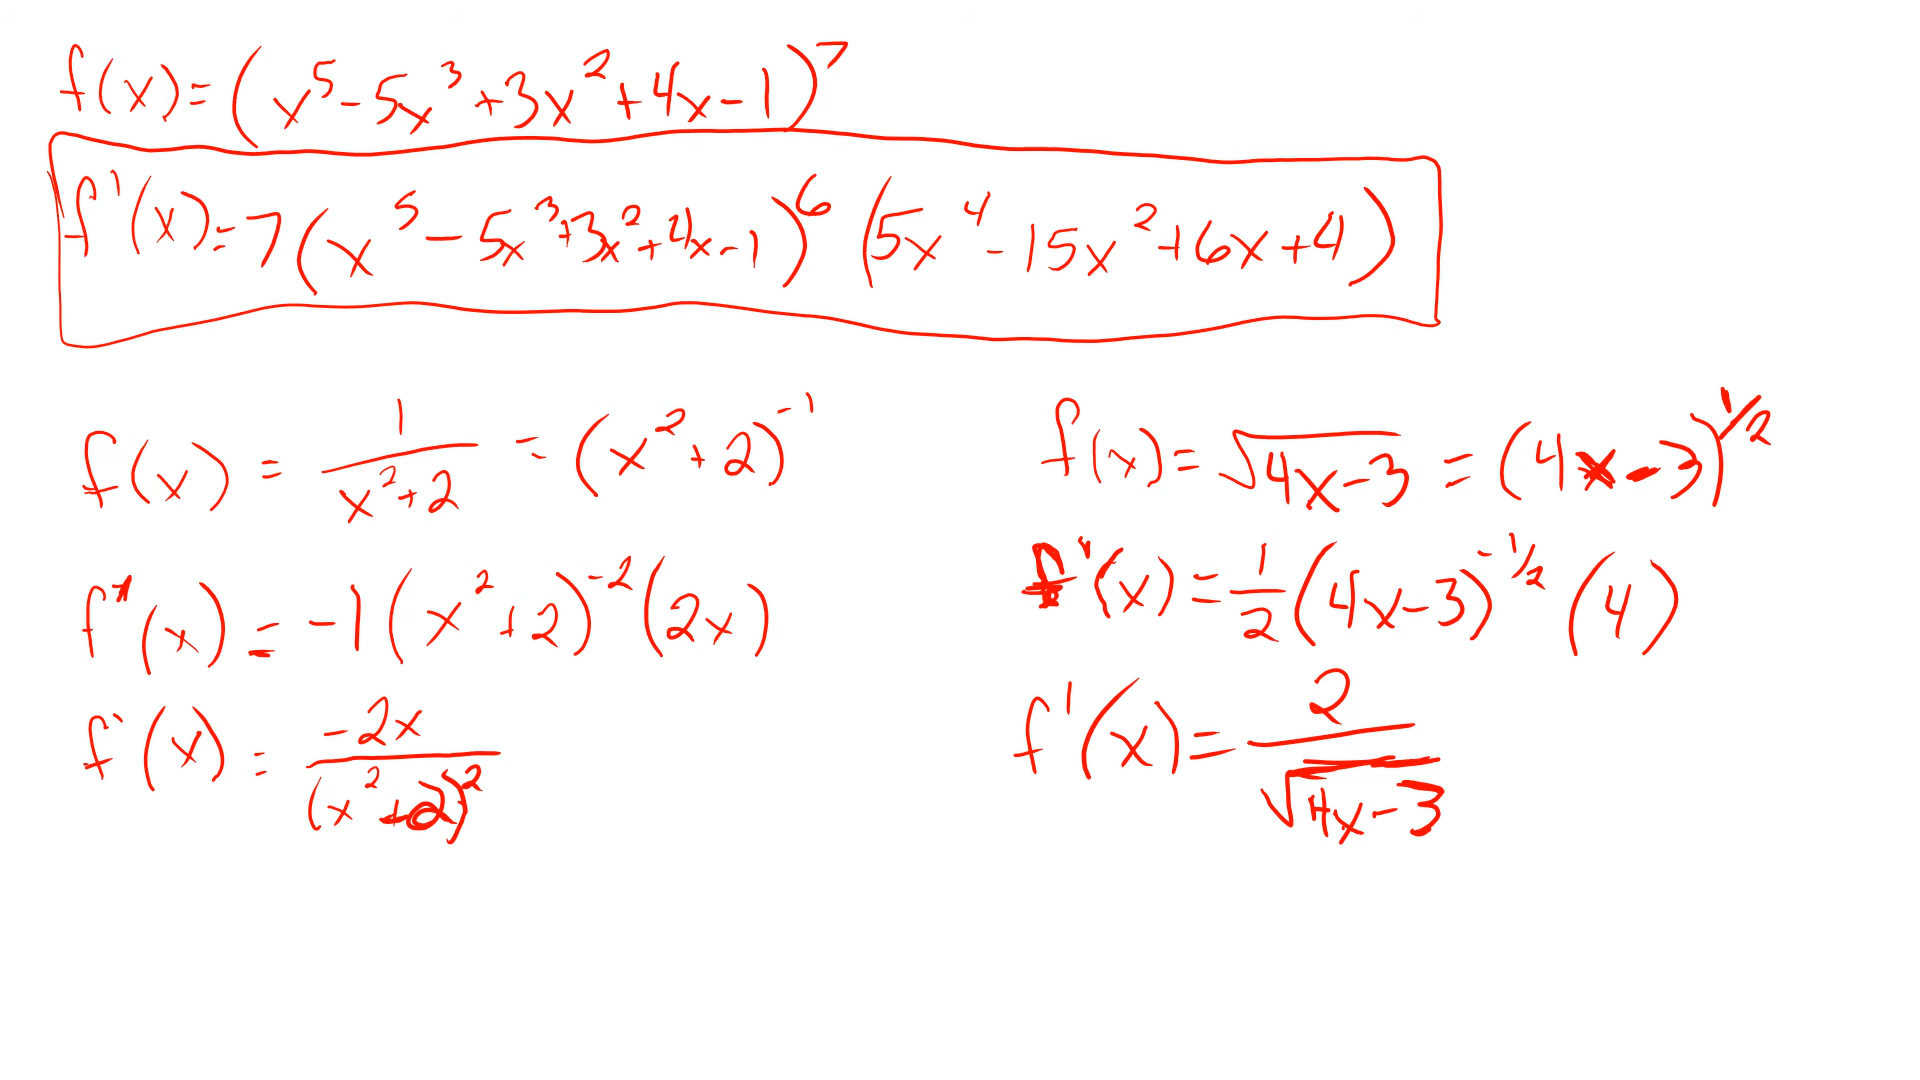 f(x) = (x⁵ - 5x³ + 3x² + 4x - 1)⁷
f'(x) = 7(x⁵ - 5x³ + 3x² + 4x - 1)⁶ (5x⁴ - 15x² + 6x + 4)
f(x) = 1/(x² + 2) = (x² + 2)⁻¹
f'(x) = -1(x² + 2)⁻² (2x)
f'(x) = -2x/(x² + 2)²
f(x) = √(4x - 3) = (4x - 3)^(1/2)
f'(x) = 1/2 (4x - 3)^(-1/2) (4)
f'(x) = 2/√(4x - 3)